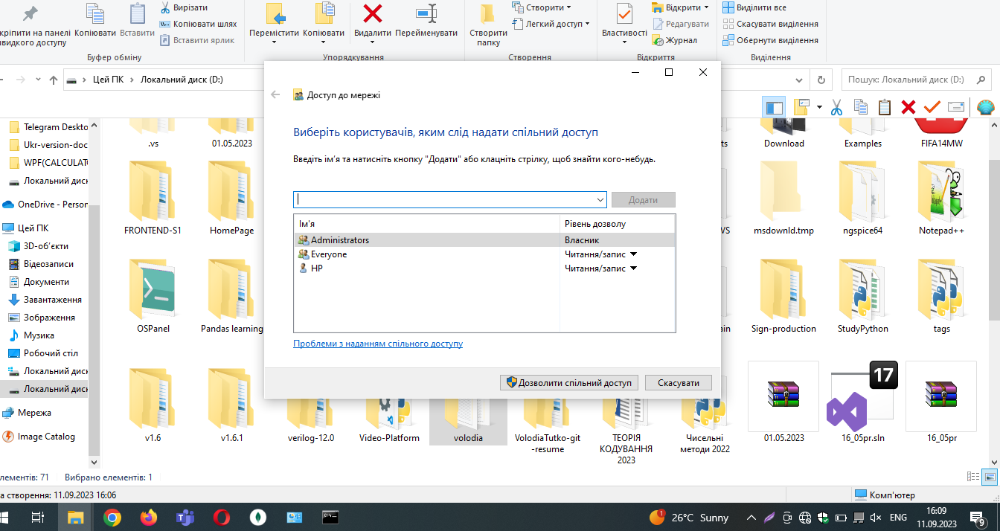 Вирізати
Створити
Відкрити
Виділити все
Копіювати шлях
Легкий доступ
Редагувати
Скасувати виділення
кріпити на панелі
швидкого доступу
Копіювати
Вставити
Вставити ярлик
Перемістити
Копіювати
Видалити
Перейменувати
Створити
папку
Властивості
Журнал
Обернути виділення
Буфер обміну
Упорядкування
Створення
Відкриття
Виділення
Цей ПК
Локальний диск (D:)
Пошук: Локальний диск (D:)
Доступ до мережі
Виберіть користувачів, яким слід надати спільний доступ
Введіть ім'я та натисніть кнопку "Додати" або клацніть стрілку, щоб знайти кого-небудь.
Додати
Ім'я
Рівень дозволу
Administrators
Власник
Everyone
Читання/запис
HP
Читання/запис
Проблеми з наданням спільного доступу
Дозволити спільний доступ
Скасувати
Telegram Deskto
Ukr-version-doc
WPF(CALCULAT
Локальний диск
OneDrive - Person
Цей ПК
3D-об'єкти
Відеозаписи
Документи
Завантаження
Зображення
Музика
Робочий стіл
Локальний диск
Локальний диск
Мережа
Image Catalog
.vs
01.05.2023
ts
Download
Examples
FIFA14MW
FRONTEND-S1
HomePage
WS
msdownld.tmp
ngspice64
Notepad++
OSPanel
Pandas learning
ain
Sign-production
StudyPython
tags
17
v1.6
v1.6.1
verilog-12.0
Video-Platform
volodia
VolodiaTutko-git
-resume
ТЕОРІЯ
КОДУВАННЯ
2023
Чисельні
методи 2022
01.05.2023
16_05pr.sln
16_05pr
лементів: 71
Вибрано елементів: 1
а створення: 11.09.2023 16:06
Комп'ютер
1
26°C Sunny
ENG
16:09
11.09.2023
9